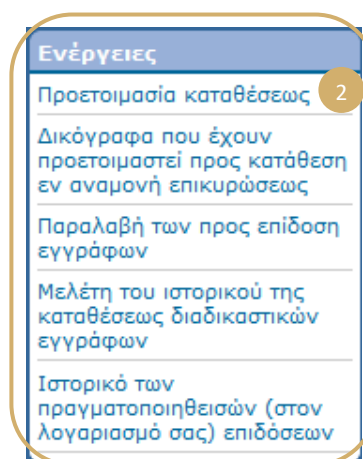 Ενέργειες
Προετοιμασία καταθέσεως 2
Δικόγραφα που έχουν
προετοιμαστεί προς κατάθεση
εν αναμονή επικυρώσεως
Παραλαβή των προς επίδοση
εγγράφων
Μελέτη του ιστορικού της
καταθέσεως διαδικαστικών
εγγράφων
Ιστορικό των
πραγματοποιηθεισών (στον
λογαριασμό σας) επιδόσεων